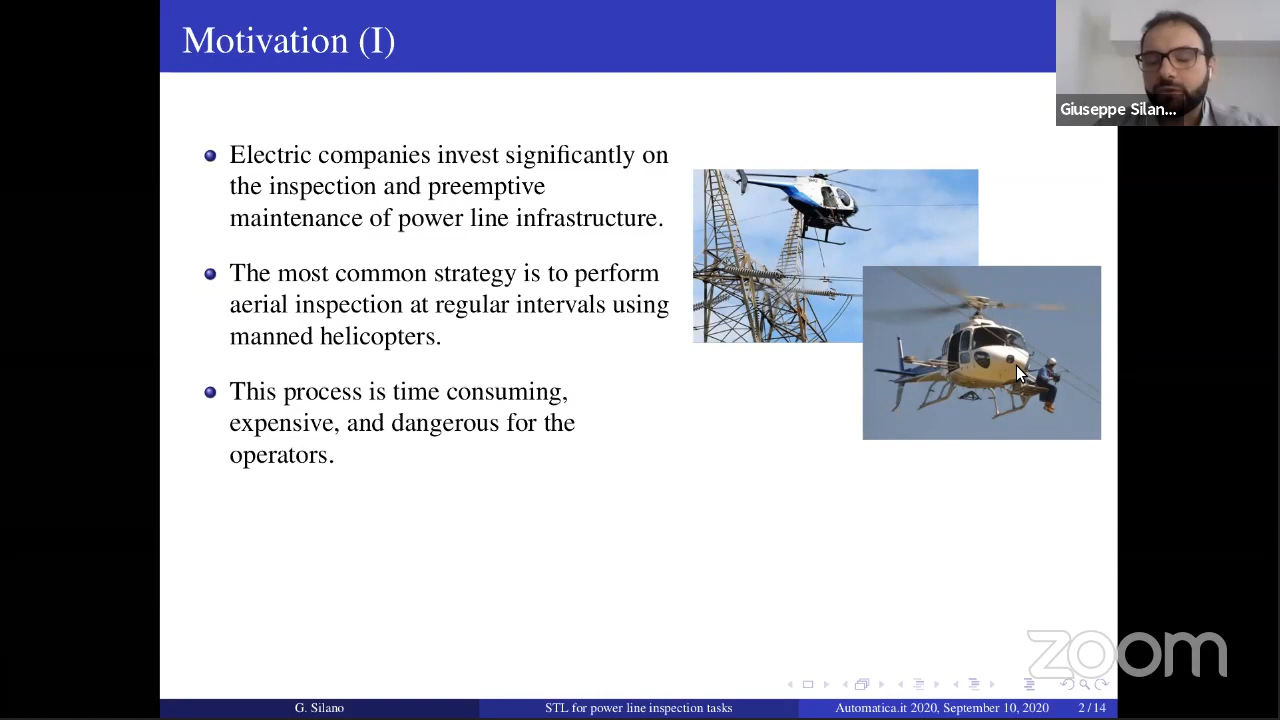 Motivation (I)
Giuseppe Silan...
Electric companies invest significantly on
the inspection and preemptive
maintenance of power line infrastructure.
The most common strategy is to perform
aerial inspection at regular intervals using
manned helicopters.
This process is time consuming,
expensive, and dangerous for the
operators.
zoom
G. Silano
STL for power line inspection tasks
Automatica.it 2020, September 10, 2020
2 / 14